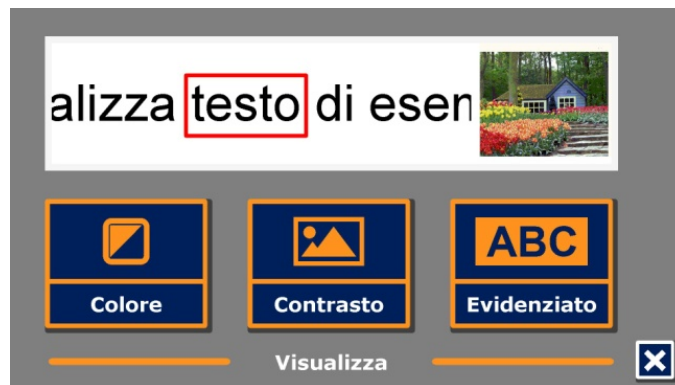 alizza testo di esen
ABC
Colore
Contrasto
Evidenziato
Visualizza